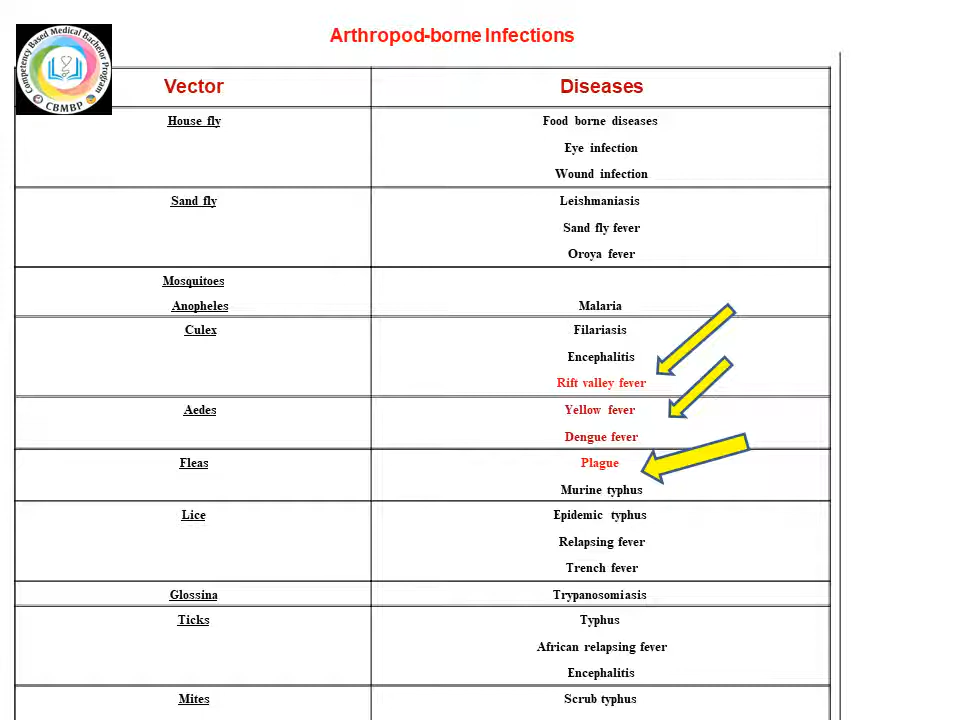 Arthropod-borne Infections
Competency Based Medical Bachelor Program
CBMBP
Vector Diseases
House fly Food borne diseases
Eye infection
Wound infection
Sand fly Leishmaniasis
Sand fly fever
Oroya fever
Mosquitoes
Anopheles Malaria
Culex Filariasis
Encephalitis
Rift valley fever
Aedes Yellow fever
Dengue fever
Fleas Plague
Murine typhus
Lice Epidemic typhus
Relapsing fever
Trench fever
Glossina Trypanosomiasis
Ticks Typhus
African relapsing fever
Encephalitis
Mites Scrub typhus